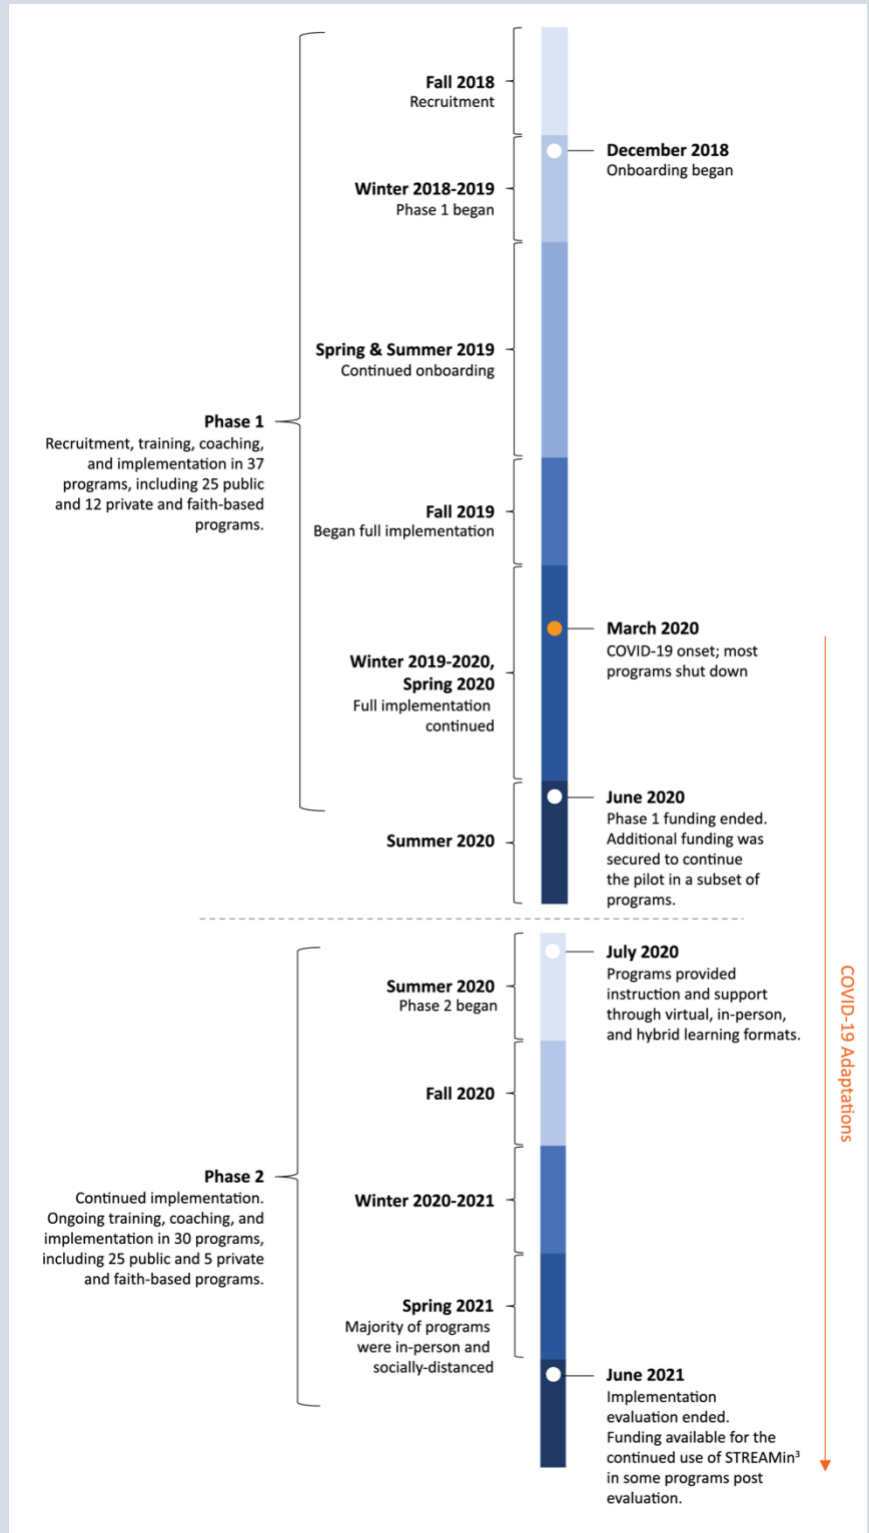 Fall 2018
Recruitment
December 2018
Onboarding began
Winter 2018-2019
Phase 1 began
Spring & Summer 2019
Continued onboarding
Phase 1
Recruitment, training, coaching,
and implementation in 37
programs, including 25 public
and 12 private and faith-based
programs.
Fall 2019
Began full implementation
March 2020
COVID-19 onset; most
programs shut down
Winter 2019-2020,
Spring 2020
Full implementation
continued
June 2020
Phase 1 funding ended.
Additional funding was
secured to continue
the pilot in a subset of
programs.
Summer 2020
July 2020
Programs provided
instruction and support
through virtual, in-person,
and hybrid learning formats.
Summer 2020
Phase 2 began
COVID-19 Adaptations
Fall 2020
Phase 2
Continued implementation.
Ongoing training, coaching, and
implementation in 30 programs,
including 25 public and 5 private
and faith-based programs.
Winter 2020-2021
Spring 2021
Majority of programs
were in-person and
socially-distanced
June 2021
Implementation
evaluation ended.
Funding available for the
continued use of STREAMin³
in some programs post
evaluation.